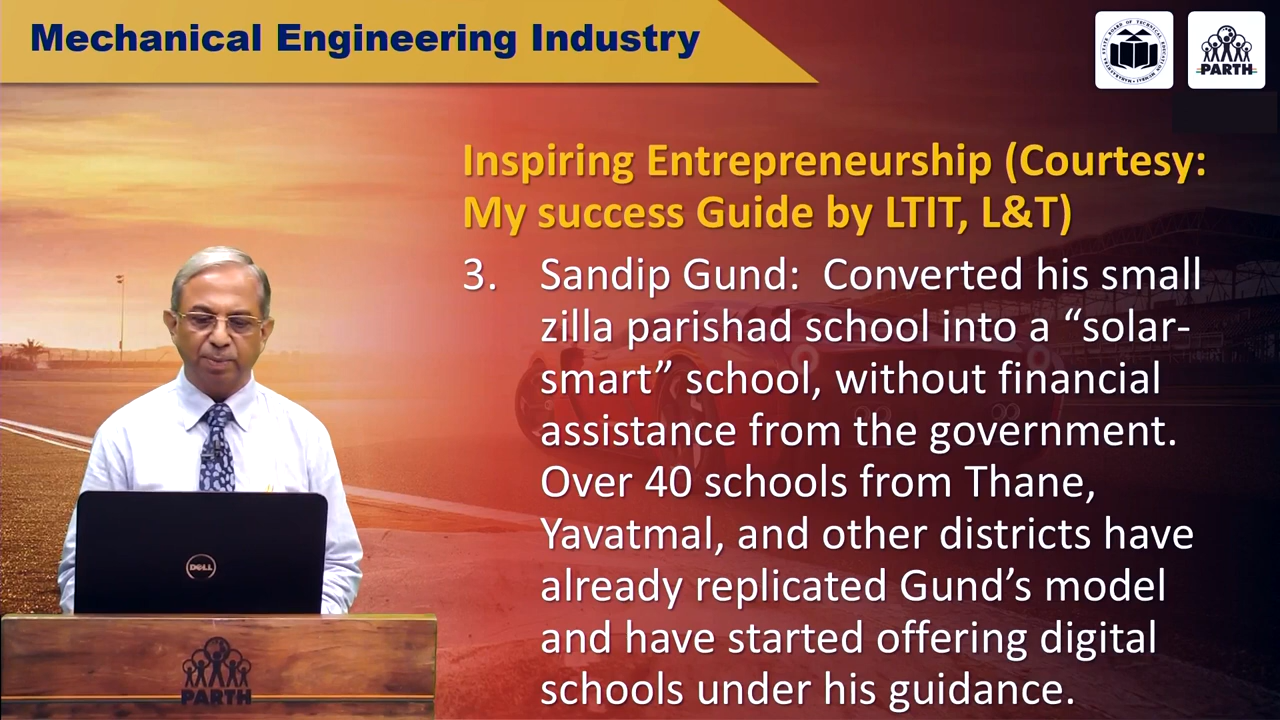 Mechanical Engineering Industry
PARTH
Inspiring Entrepreneurship (Courtesy:
My success Guide by LTIT, L&T)
3. Sandip Gund: Converted his small
zilla parishad school into a “solar-
smart” school, without financial
assistance from the government.
Over 40 schools from Thane,
Yavatmal, and other districts have
already replicated Gund’s model
and have started offering digital
schools under his guidance.
DELL
PARTH